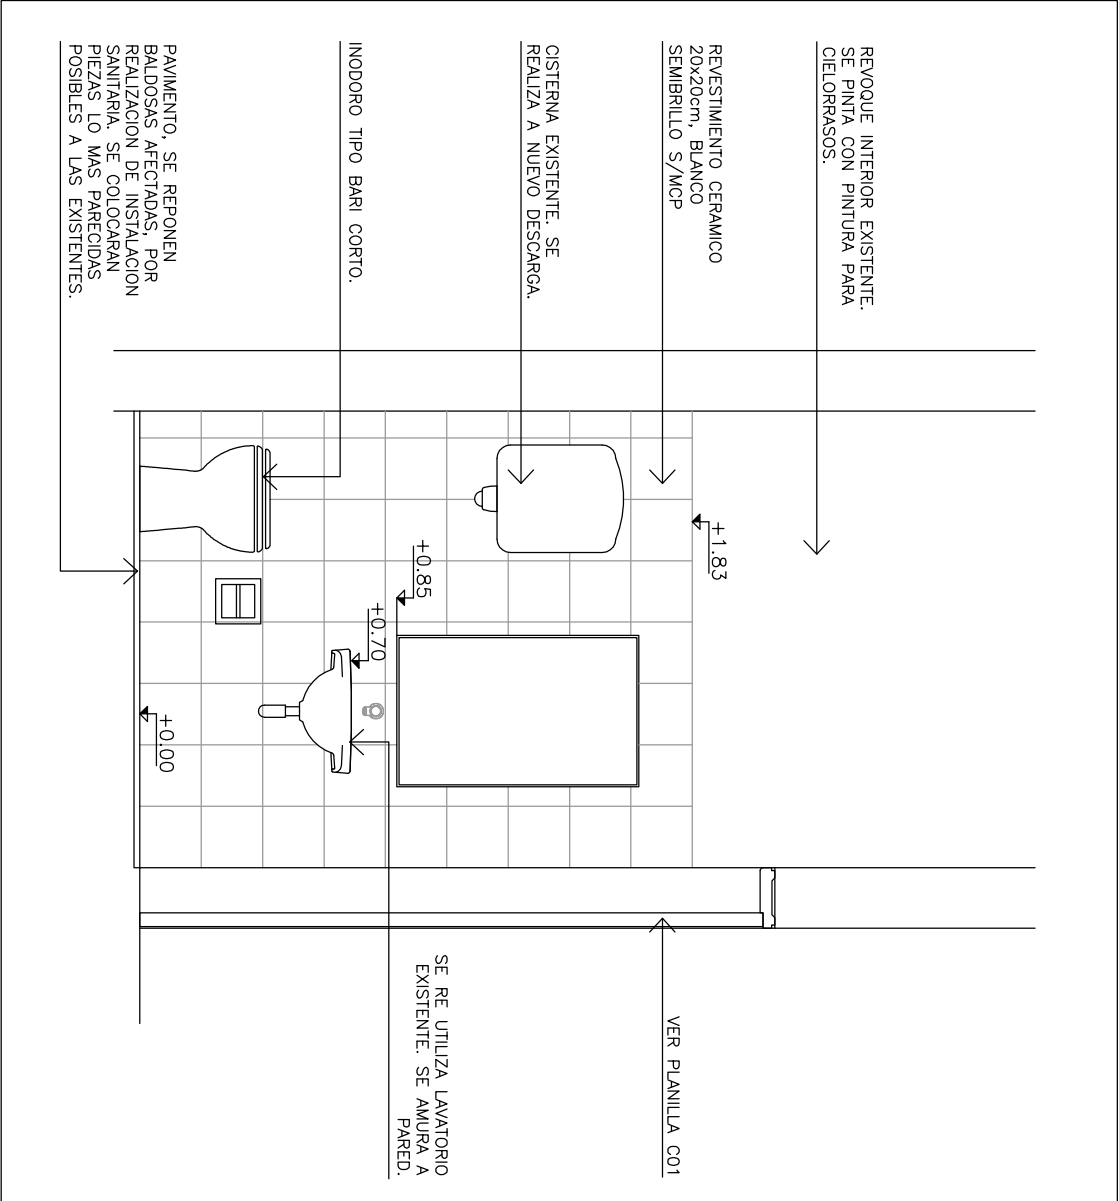 REVOQUE INTERIOR EXISTENTE.
SE PINTA CON PINTURA PARA
CIELORRASOS.
REVESTIMIENTO CERAMICO
20x20cm, BLANCO
SEMIBRILLO S/MCP
CISTERNA EXISTENTE. SE
REALIZA A NUEVO DESCARGA.
INODORO TIPO BARI CORTO.
PAVIMENTO, SE REPONEN
BALDOSAS AFECTADAS, POR
REALIZACION DE INSTALACION
SANITARIA. SE COLOCARAN
PIEZAS LO MAS PARECIDAS
POSIBLES A LAS EXISTENTES.
+1.83
+0.85
+0.70
+0.00
VER PLANILLA C01
SE RE UTILIZA LAVATORIO
EXISTENTE. SE AMURA A
PARED.